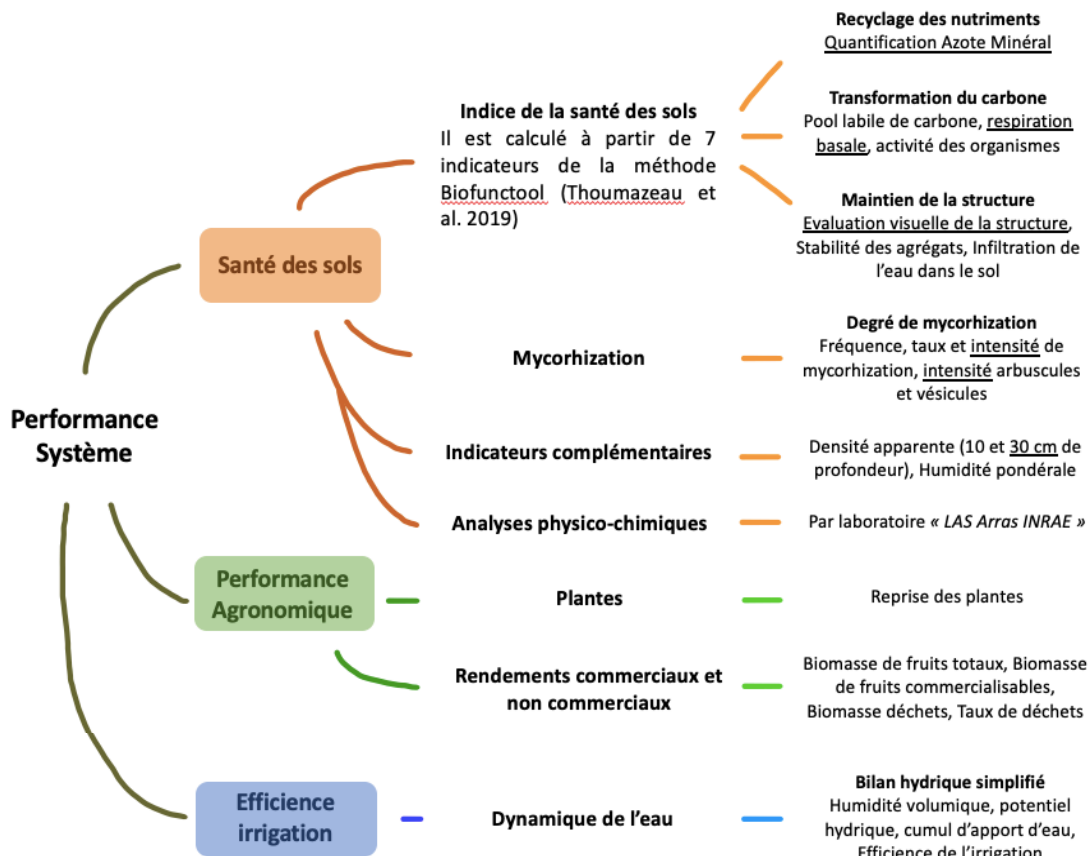 Performance
Système
Santé des sols
Indice de la santé des sols
Il est calculé à partir de 7
indicateurs de la méthode
Biofunctool (Thoumazeau et
al. 2019)
Recyclage des nutriments
Quantification Azote Minéral
Transformation du carbone
Pool labile de carbone, respiration
basale, activité des organismes
Maintien de la structure
Evaluation visuelle de la structure,
Stabilité des agrégats, Infiltration de
l’eau dans le sol
Mycorhization
Degré de mycorhization
Fréquence, taux et intensité de
mycorhization, intensité arbuscules
et vésicules
Indicateurs complémentaires
Densité apparente (10 et 30 cm de
profondeur), Humidité pondérale
Analyses physico-chimiques
Par laboratoire « LAS Arras INRAE »
Performance
Agronomique
Plantes
Reprise des plantes
Rendements commerciaux et
non commerciaux
Biomasse de fruits totaux, Biomasse
de fruits commercialisables,
Biomasse déchets, Taux de déchets
Efficience
irrigation
Dynamique de l’eau
Bilan hydrique simplifié
Humidité volumique, potentiel
hydrique, cumul d’apport d’eau,
Efficience de l’irrigation